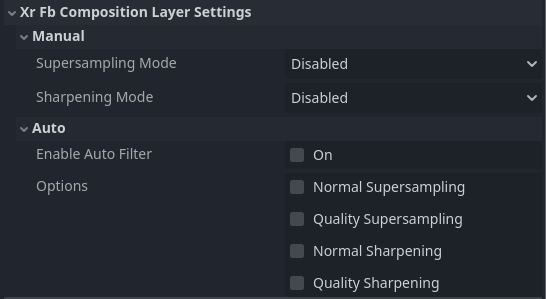 Xr Fb Composition Layer Settings
Manual
Supersampling Mode Disabled
Sharpening Mode Disabled
Auto
Enable Auto Filter On
Options Normal Supersampling
Quality Supersampling
Normal Sharpening
Quality Sharpening